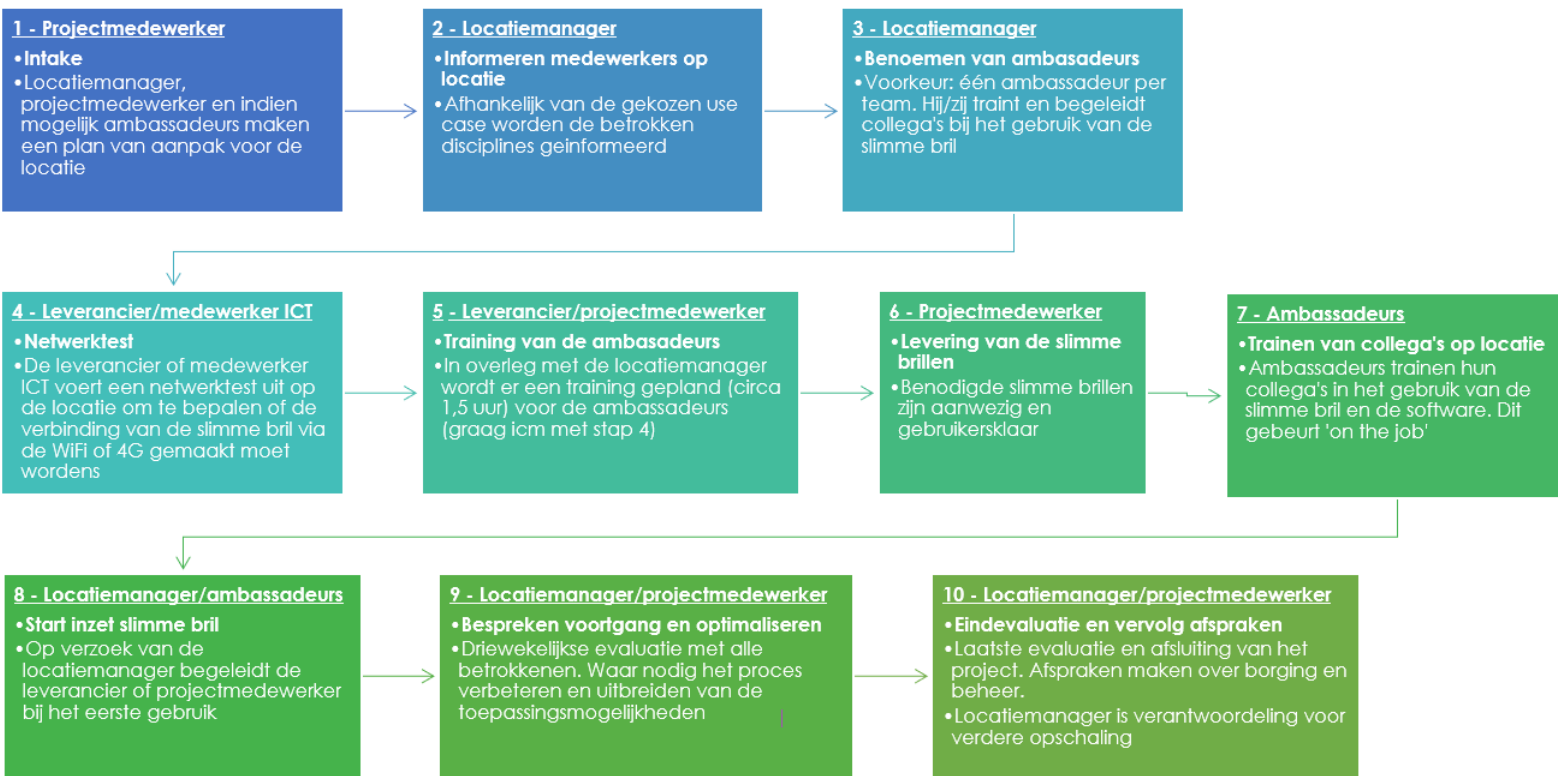 1 - Projectmedewerker
•Intake
•Locatiemanager,
projectmedewerker en indien
mogelijk ambassadeurs maken
een plan van aanpak voor de
locatie
2 - Locatiemanager
•Informeren medewerkers op
locatie
•Afhankelijk van de gekozen use
case worden de betrokken
disciplines geinformeerd
3 - Locatiemanager
•Benoemen van ambasadeurs
•Voorkeur: één ambassadeur per
team. Hij/zij traint en begeleidt
collega's bij het gebruik van de
slimme bril
4 - Leverancier/medewerker ICT
•Netwerktest
•De leverancier of medewerker
ICT voert een netwerktest uit op
de locatie om te bepalen of de
verbinding van de slimme bril via
de WiFi of 4G gemaakt moet
wordens
5 - Leverancier/projectmedewerker
•Training van de ambasadeurs
•In overleg met de locatiemanager
wordt er een training gepland (circa
1,5 uur) voor de ambassadeurs
(graag icm met stap 4)
6 - Projectmedewerker
•Levering van de slimme
brillen
•Benodigde slimme brillen
zijn aanwezig en
gebruikersklaar
7 - Ambassadeurs
•Trainen van collega's op locatie
•Ambassadeurs trainen hun
collega's in het gebruik van de
slimme bril en de software. Dit
gebeurt 'on the job'
8 - Locatiemanager/ambassadeurs
•Start inzet slimme bril
•Op verzoek van de
locatiemanager begeleidt de
leverancier of projectmedewerker
bij het eerste gebruik
9 - Locatiemanager/projectmedewerker
•Bespreken voortgang en optimaliseren
•Driewekelijkse evaluatie met alle
betrokkenen. Waar nodig het proces
verbeteren en uitbreiden van de
toepassingsmogelijkheden
10 - Locatiemanager/projectmedewerker
•Eindevaluatie en vervolg afspraken
•Laatste evaluatie en afsluiting van het
project. Afspraken maken over borging en
beheer.
•Locatiemanager is verantwoordeling voor
verdere opschaling